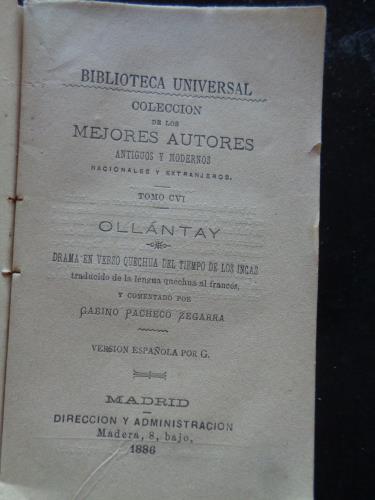 BIBLIOTECA UNIVERSAL
COLECCION
DE LOS
MEJORES AUTORES
ANTIGUOS Y MODERNOS
NACIONALES Y EXTRANJEROS.
TOMO CVI
OLLÁNTAY
DRAMA EN VERSO QUECHUA DEL TIEMPO DE LOS INCAS
traducido de la lengua quechua al francés,
Y COMENTADO POR
GABINO PACHECO ZEGARRA
VERSION ESPAÑOLA POR G.
MADRID
DIRECCION Y ADMINISTRACION
Madera, 8, bajo,
1886